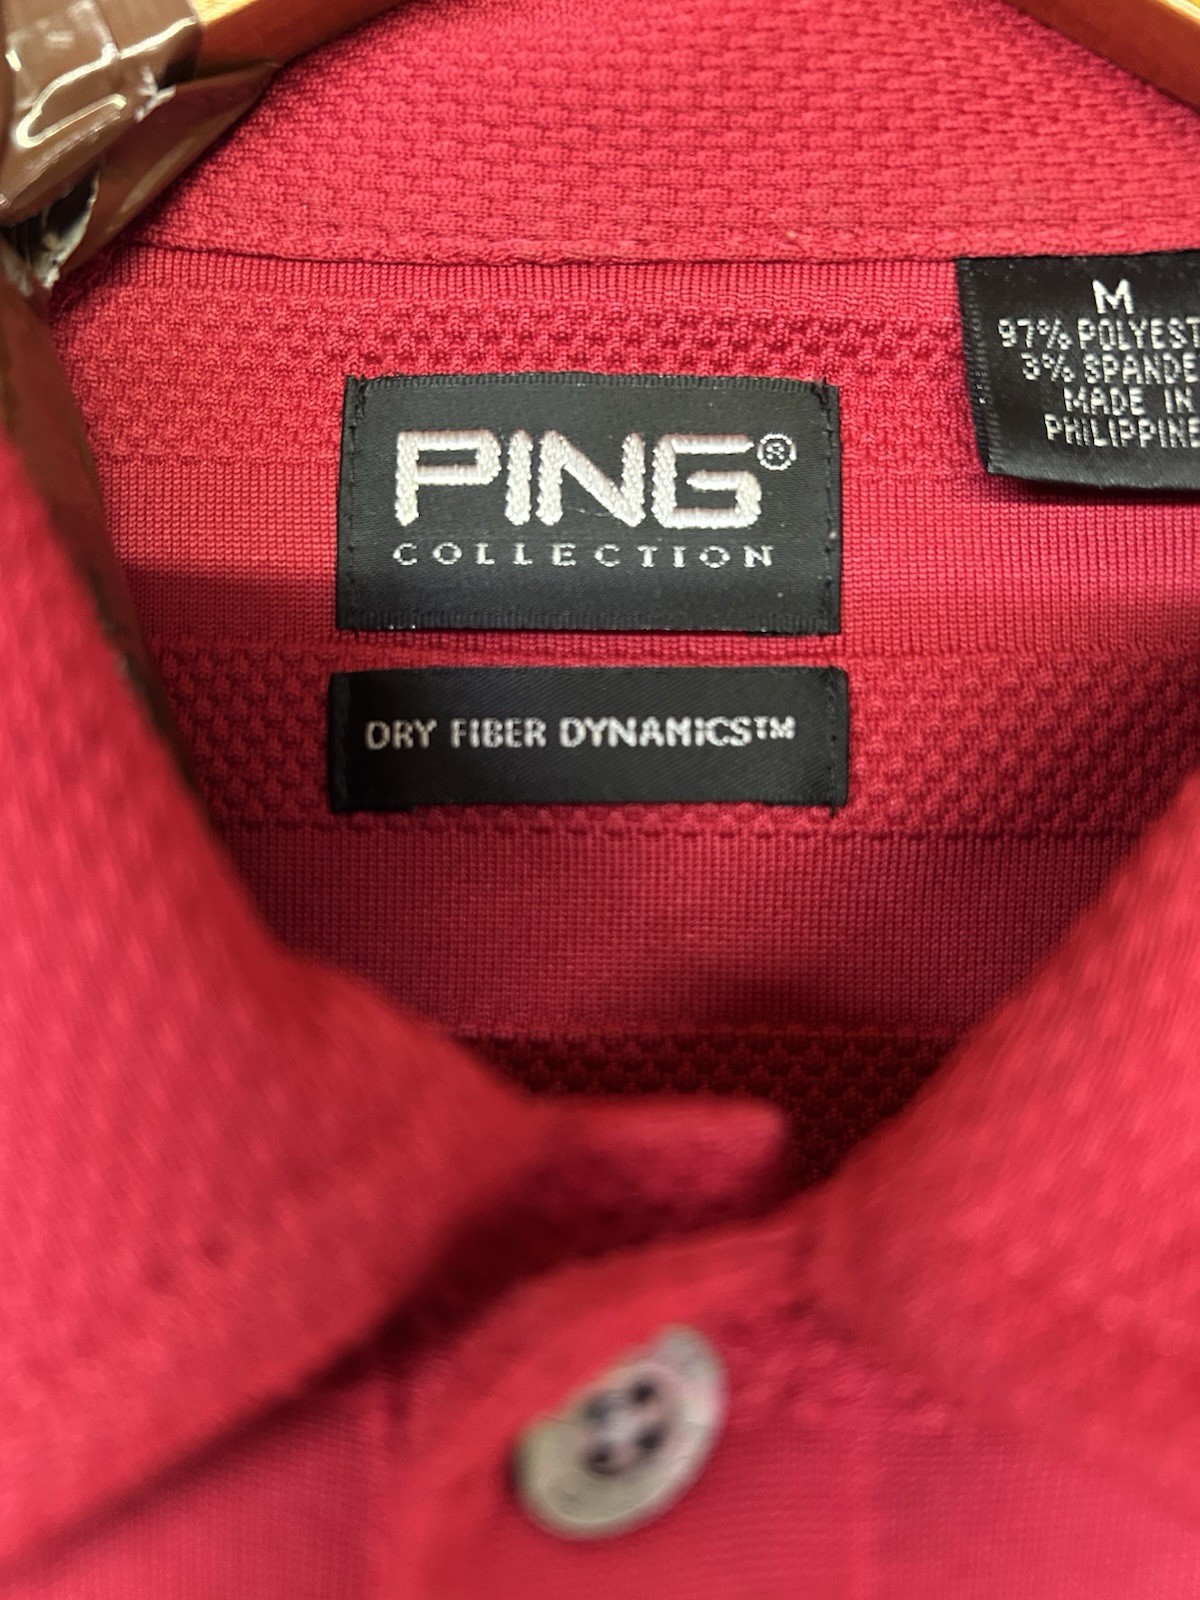 PING®
COLLECTION
DRY FIBER DYNAMICS™
M
97% POLYEST
3% SPANDE
MADE IN
PHILIPPINE